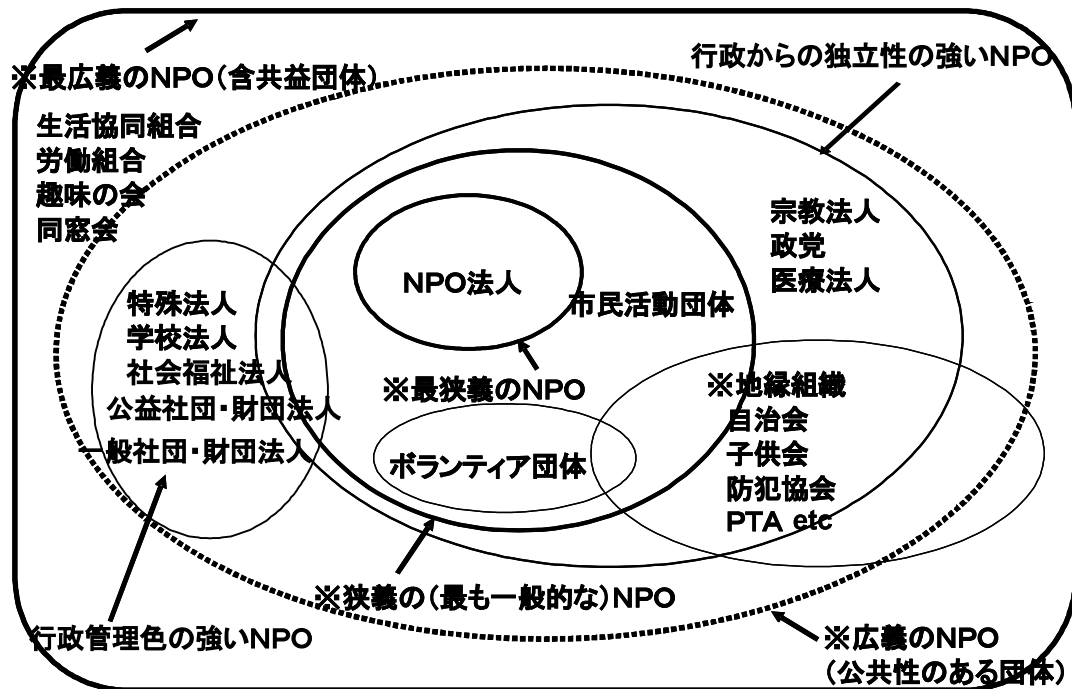 ※最広義のNPO(含共益団体)
生活協同組合
労働組合
趣味の会
同窓会
行政からの独立性の強いNPO
宗教法人
政党
医療法人
NPO法人
市民活動団体
※最狭義のNPO
特殊法人
学校法人
社会福祉法人
公益社団・財団法人
一般社団・財団法人
ボランティア団体
※地縁組織
自治会
子供会
防犯協会
PTA etc
※狭義の(最も一般的な)NPO
行政管理色の強いNPO
※広義のNPO
(公共性のある団体)